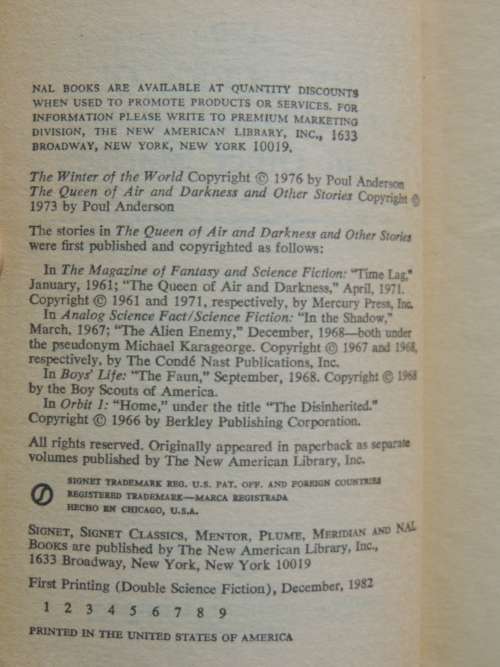 NAL BOOKS ARE AVAILABLE AT QUANTITY DISCOUNTS
WHEN USED TO PROMOTE PRODUCTS OR SERVICES. FOR
INFORMATION PLEASE WRITE TO PREMIUM MARKETING
DIVISION, THE NEW AMERICAN LIBRARY, INC., 1633
BROADWAY, NEW YORK, NEW YORK 10019.
The Winter of the World Copyright © 1976 by Poul Anderson
The Queen of Air and Darkness and Other Stories Copyright ©
1973 by Poul Anderson
The stories in The Queen of Air and Darkness and Other Stories
were first published and copyrighted as follows:
In The Magazine of Fantasy and Science Fiction: "Time Lag,"
January, 1961; "The Queen of Air and Darkness," April, 1971.
Copyright © 1961 and 1971, respectively, by Mercury Press, Inc.
In Analog Science Fact/Science Fiction: "In the Shadow,"
March, 1967; "The Alien Enemy," December, 1968—both under
the pseudonym Michael Karageorge. Copyright © 1967 and 1968,
respectively, by The Condé Nast Publications, Inc.
In Boys' Life: "The Faun," September, 1968. Copyright © 1968
by the Boy Scouts of America.
In Orbit 1: "Home," under the title "The Disinherited."
Copyright © 1966 by Berkley Publishing Corporation.
All rights reserved. Originally appeared in paperback as separate
volumes published by The New American Library, Inc.
SIGNET TRADEMARK REG. U.S. PAT. OFF. AND FOREIGN COUNTRIES
REGISTERED TRADEMARK—MARCA REGISTRADA
HECHO EN CHICAGO, U.S.A.
SIGNET, SIGNET CLASSICS, MENTOR, PLUME, MERIDIAN AND NAL
BOOKS are published by The New American Library, Inc.,
1633 Broadway, New York, New York 10019
First Printing (Double Science Fiction), December, 1982
1 2 3 4 5 6 7 8 9
PRINTED IN THE UNITED STATES OF AMERICA